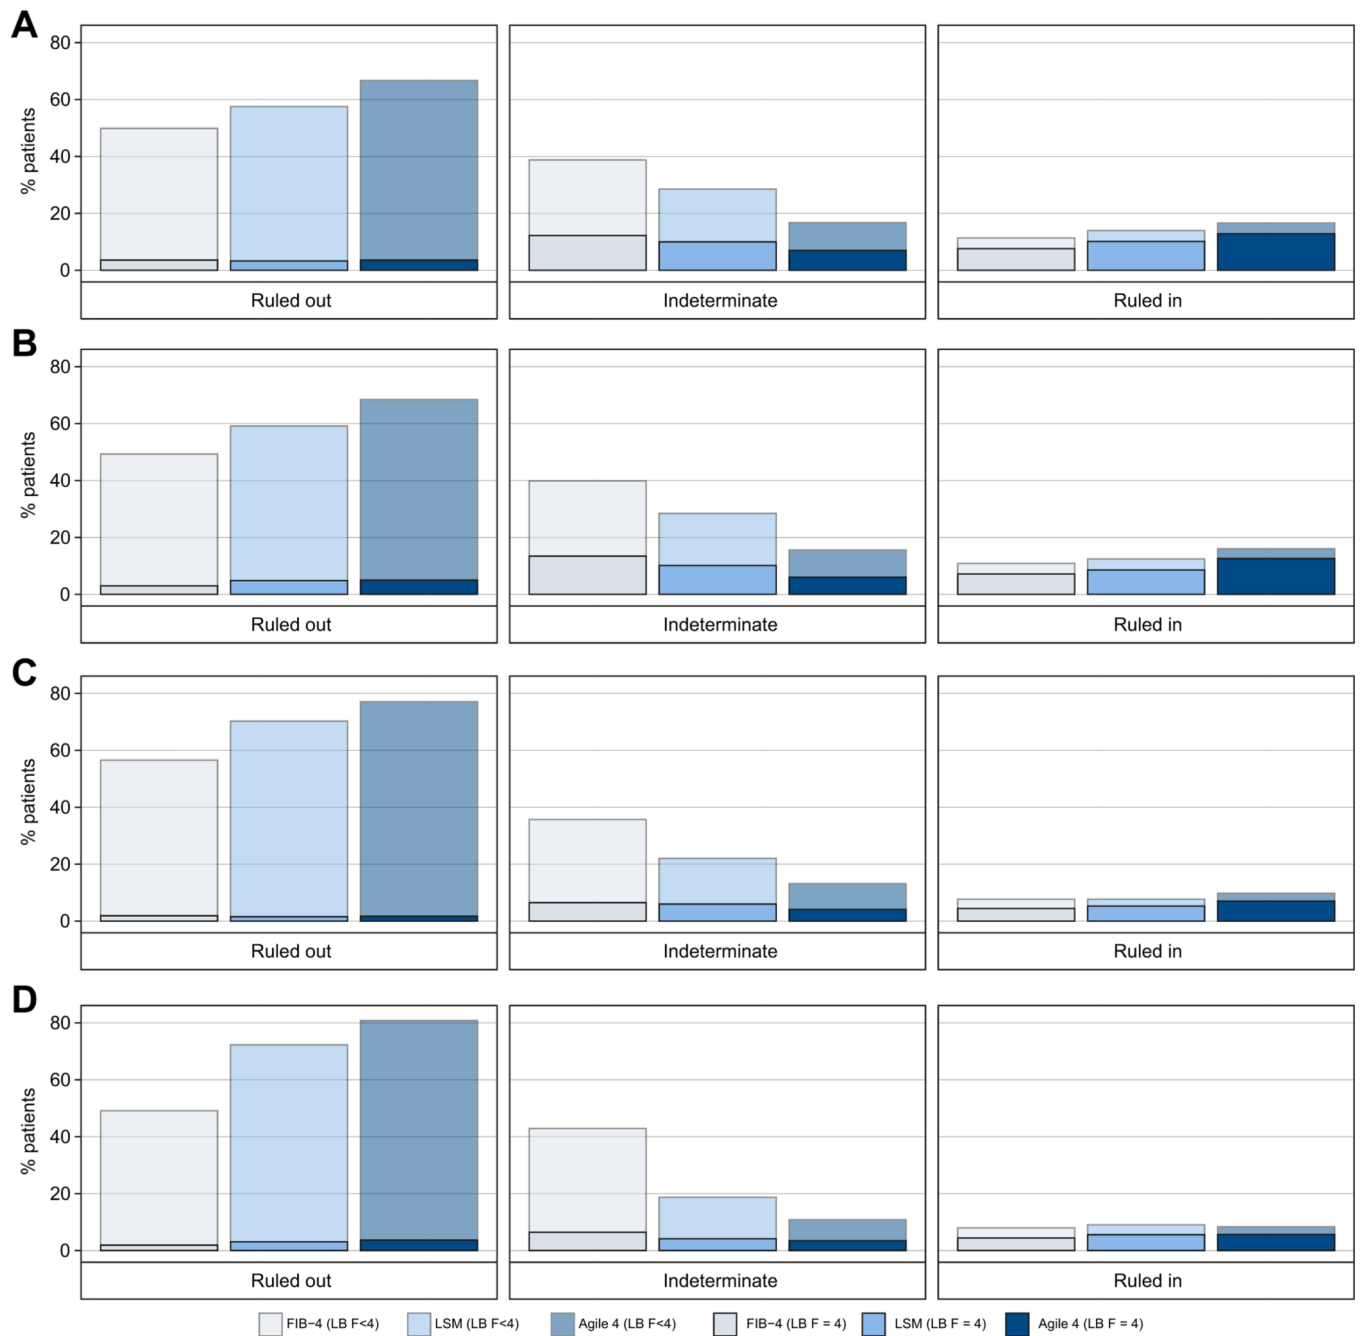 A
% patients
80
60
40
20
0
Ruled out
Indeterminate
Ruled in
B
% patients
80
60
40
20
0
Ruled out
Indeterminate
Ruled in
C
% patients
80
60
40
20
0
Ruled out
Indeterminate
Ruled in
D
% patients
80
60
40
20
0
Ruled out
Indeterminate
Ruled in
FIB−4 (LB F<4)
LSM (LB F<4)
Agile 4 (LB F<4)
FIB−4 (LB F = 4)
LSM (LB F = 4)
Agile 4 (LB F = 4)